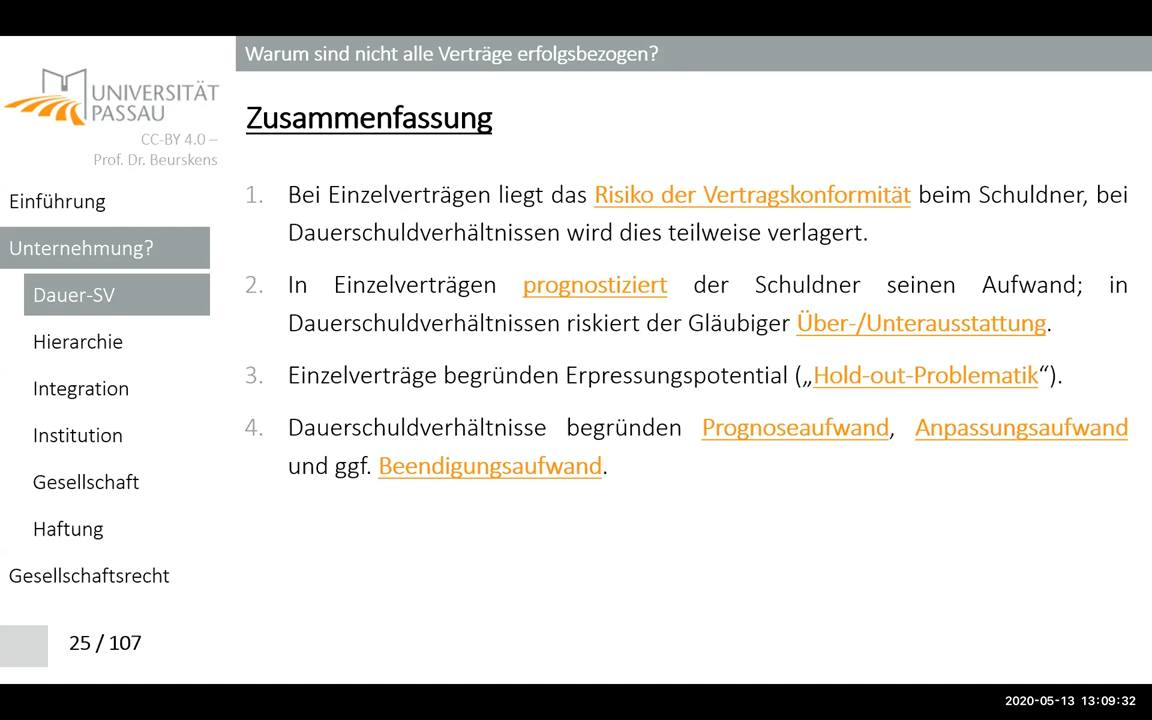 Warum sind nicht alle Verträge erfolgsbezogen?
UNIVERSITÄT
PASSAU
CC-BY 4.0 –
Prof. Dr. Beurskens
Einführung
Unternehmung?
Dauer-SV
Hierarchie
Integration
Institution
Gesellschaft
Haftung
Gesellschaftsrecht
25 / 107
Zusammenfassung
1. Bei Einzelverträgen liegt das Risiko der Vertragskonformität beim Schuldner, bei
Dauerschuldverhältnissen wird dies teilweise verlagert.
2. In Einzelverträgen prognostiziert der Schuldner seinen Aufwand; in
Dauerschuldverhältnissen riskiert der Gläubiger Über-/Unterausstattung.
3. Einzelverträge begründen Erpressungspotential („Hold-out-Problematik“).
4. Dauerschuldverhältnisse begründen Prognoseaufwand, Anpassungsaufwand
und ggf. Beendigungsaufwand.
2020-05-13 13:09:32